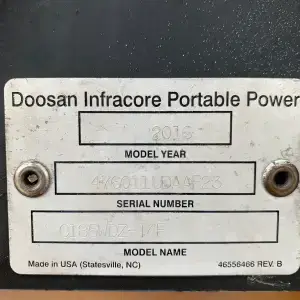 Doosan Infracore Portable Power
2016
MODEL YEAR
SERIAL NUMBER
MODEL NAME
Made in USA (Statesville, NC) 46556466 REV. B